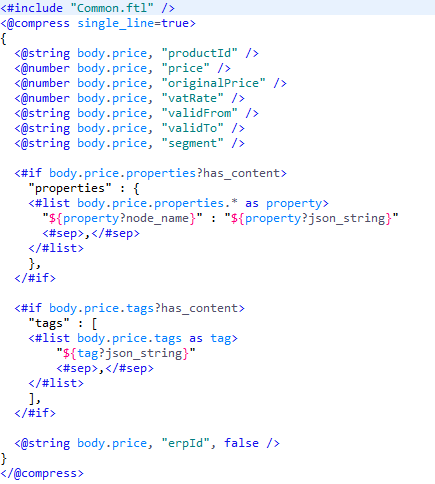 <#include "Common.ftl" />
<@compress single_line=true>
{
  <@string body.price, "productId" />
  <@number body.price, "price" />
  <@number body.price, "originalPrice" />
  <@number body.price, "vatRate" />
  <@string body.price, "validFrom" />
  <@string body.price, "validTo" />
  <@string body.price, "segment" />

  <#if body.price.properties?has_content>
    "properties" : {
    <#list body.price.properties.* as property>
      "${property?node_name}" : "${property?json_string}"
      <#sep>,</#sep>
    </#list>
    },
  </#if>

  <#if body.price.tags?has_content>
    "tags" : [
    <#list body.price.tags as tag>
        "${tag?json_string}"
        <#sep>,</#sep>
    </#list>
    ],
  </#if>

  <@string body.price, "erpId", false />
}
</@compress>